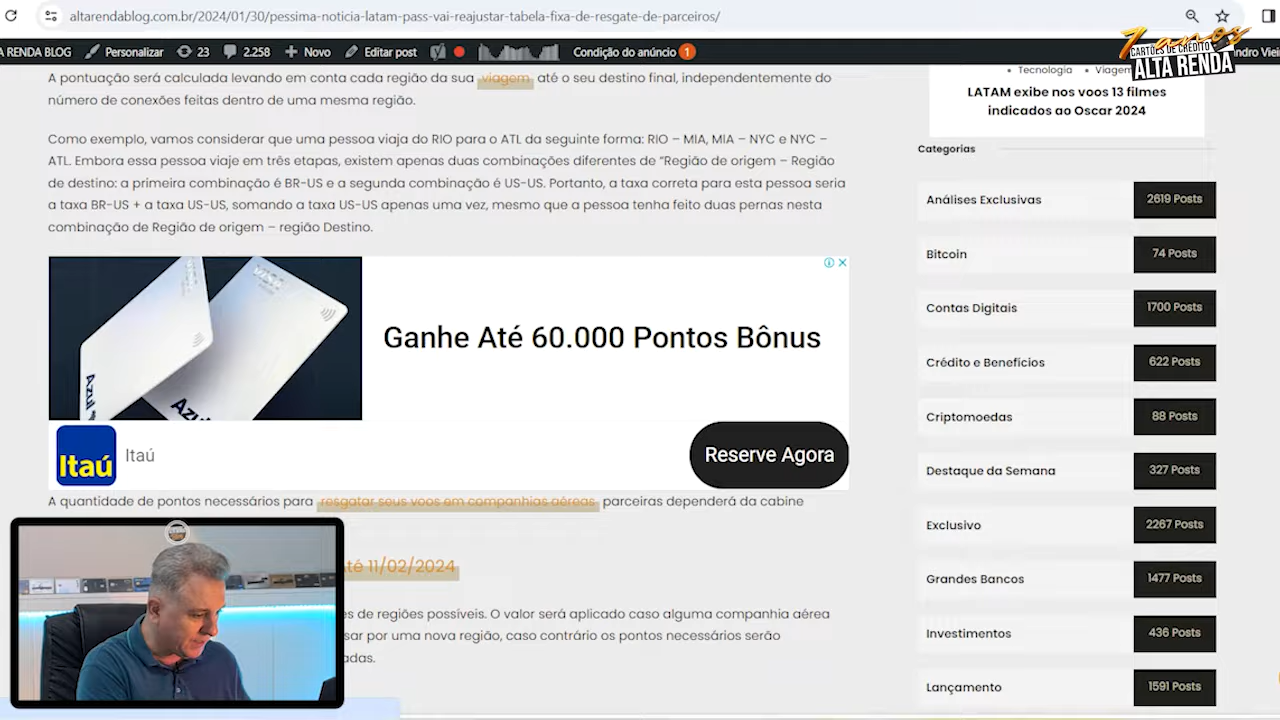 altarendablog.com.br/2024/01/30/pessima-noticia-latam-pass-vai-reajustar-tabela-fixa-de-resgate-de-parceiros/
A RENDA BLOG Personalizar 23 2.258 Novo Editar post Condição do anúncio 1
7 anos
CARTÕES DE CRÉDITO
ALTA RENDA
A pontuação será calculada levando em conta cada região da sua viagem até o seu destino final, independentemente do
número de conexões feitas dentro de uma mesma região.
Como exemplo, vamos considerar que uma pessoa viaja do RIO para o ATL da seguinte forma: RIO – MIA, MIA – NYC e NYC –
ATL. Embora essa pessoa viaje em três etapas, existem apenas duas combinações diferentes de “Região de origem – Região
de destino: a primeira combinação é BR-US e a segunda combinação é US-US. Portanto, a taxa correta para esta pessoa seria
a taxa BR-US + a taxa US-US, somando a taxa US-US apenas uma vez, mesmo que a pessoa tenha feito duas pernas nesta
combinação de Região de origem – região Destino.
Azul
Azul
Ganhe Até 60.000 Pontos Bônus
Itaú
Itaú
Reserve Agora
A quantidade de pontos necessários para resgatar seus voos em companhias aéreas parceiras dependerá da cabine
até 11/02/2024
es de regiões possíveis. O valor será aplicado caso alguma companhia aérea
sar por uma nova região, caso contrário os pontos necessários serão
adas.
• Tecnologia • Viagem
LATAM exibe nos voos 13 filmes
indicados ao Oscar 2024
Categorias
Análises Exclusivas 2619 Posts
Bitcoin 74 Posts
Contas Digitais 1700 Posts
Crédito e Benefícios 622 Posts
Criptomoedas 88 Posts
Destaque da Semana 327 Posts
Exclusivo 2267 Posts
Grandes Bancos 1477 Posts
Investimentos 436 Posts
Lançamento 1591 Posts